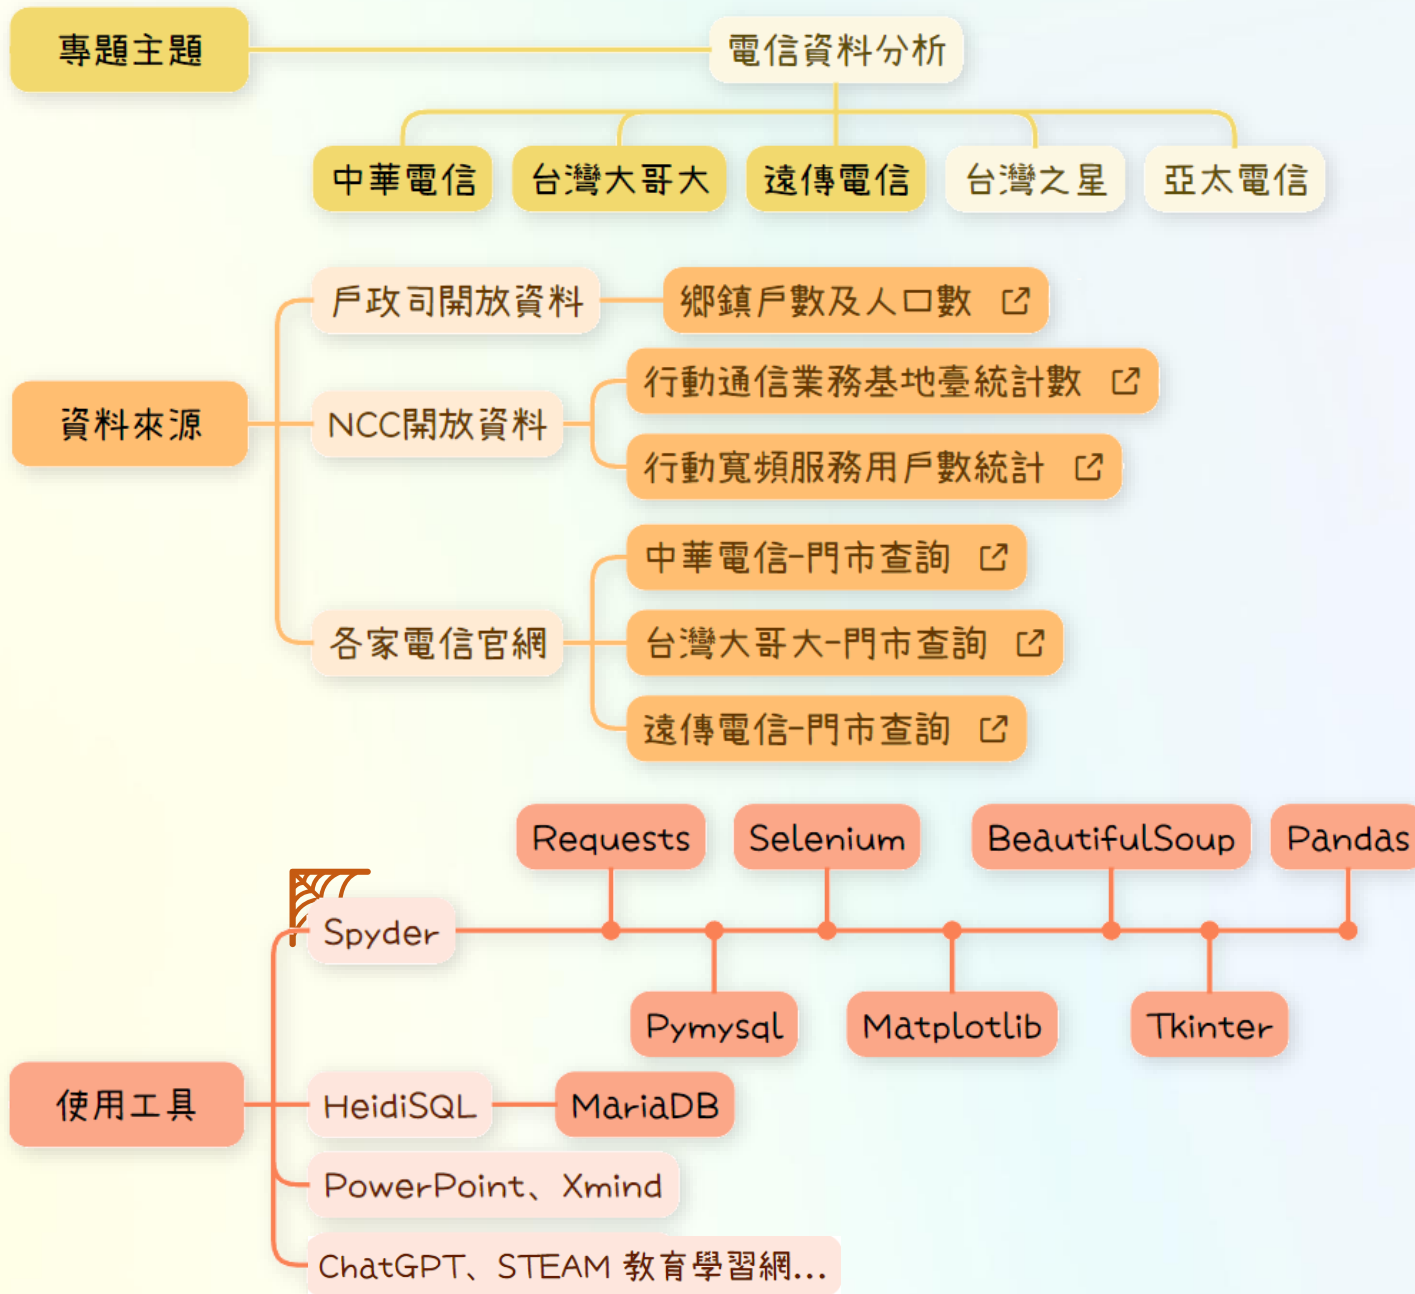 專題主題
電信資料分析
中華電信
台灣大哥大
遠傳電信
台灣之星
亞太電信
資料來源
戶政司開放資料
鄉鎮戶數及人口數
NCC開放資料
行動通信業務基地臺統計數
行動寬頻服務用戶數統計
各家電信官網
中華電信-門市查詢
台灣大哥大-門市查詢
遠傳電信-門市查詢
使用工具
Spyder
Requests
Selenium
BeautifulSoup
Pandas
Pymysql
Matplotlib
Tkinter
HeidiSQL
MariaDB
PowerPoint、Xmind
ChatGPT、STEAM 教育學習網...